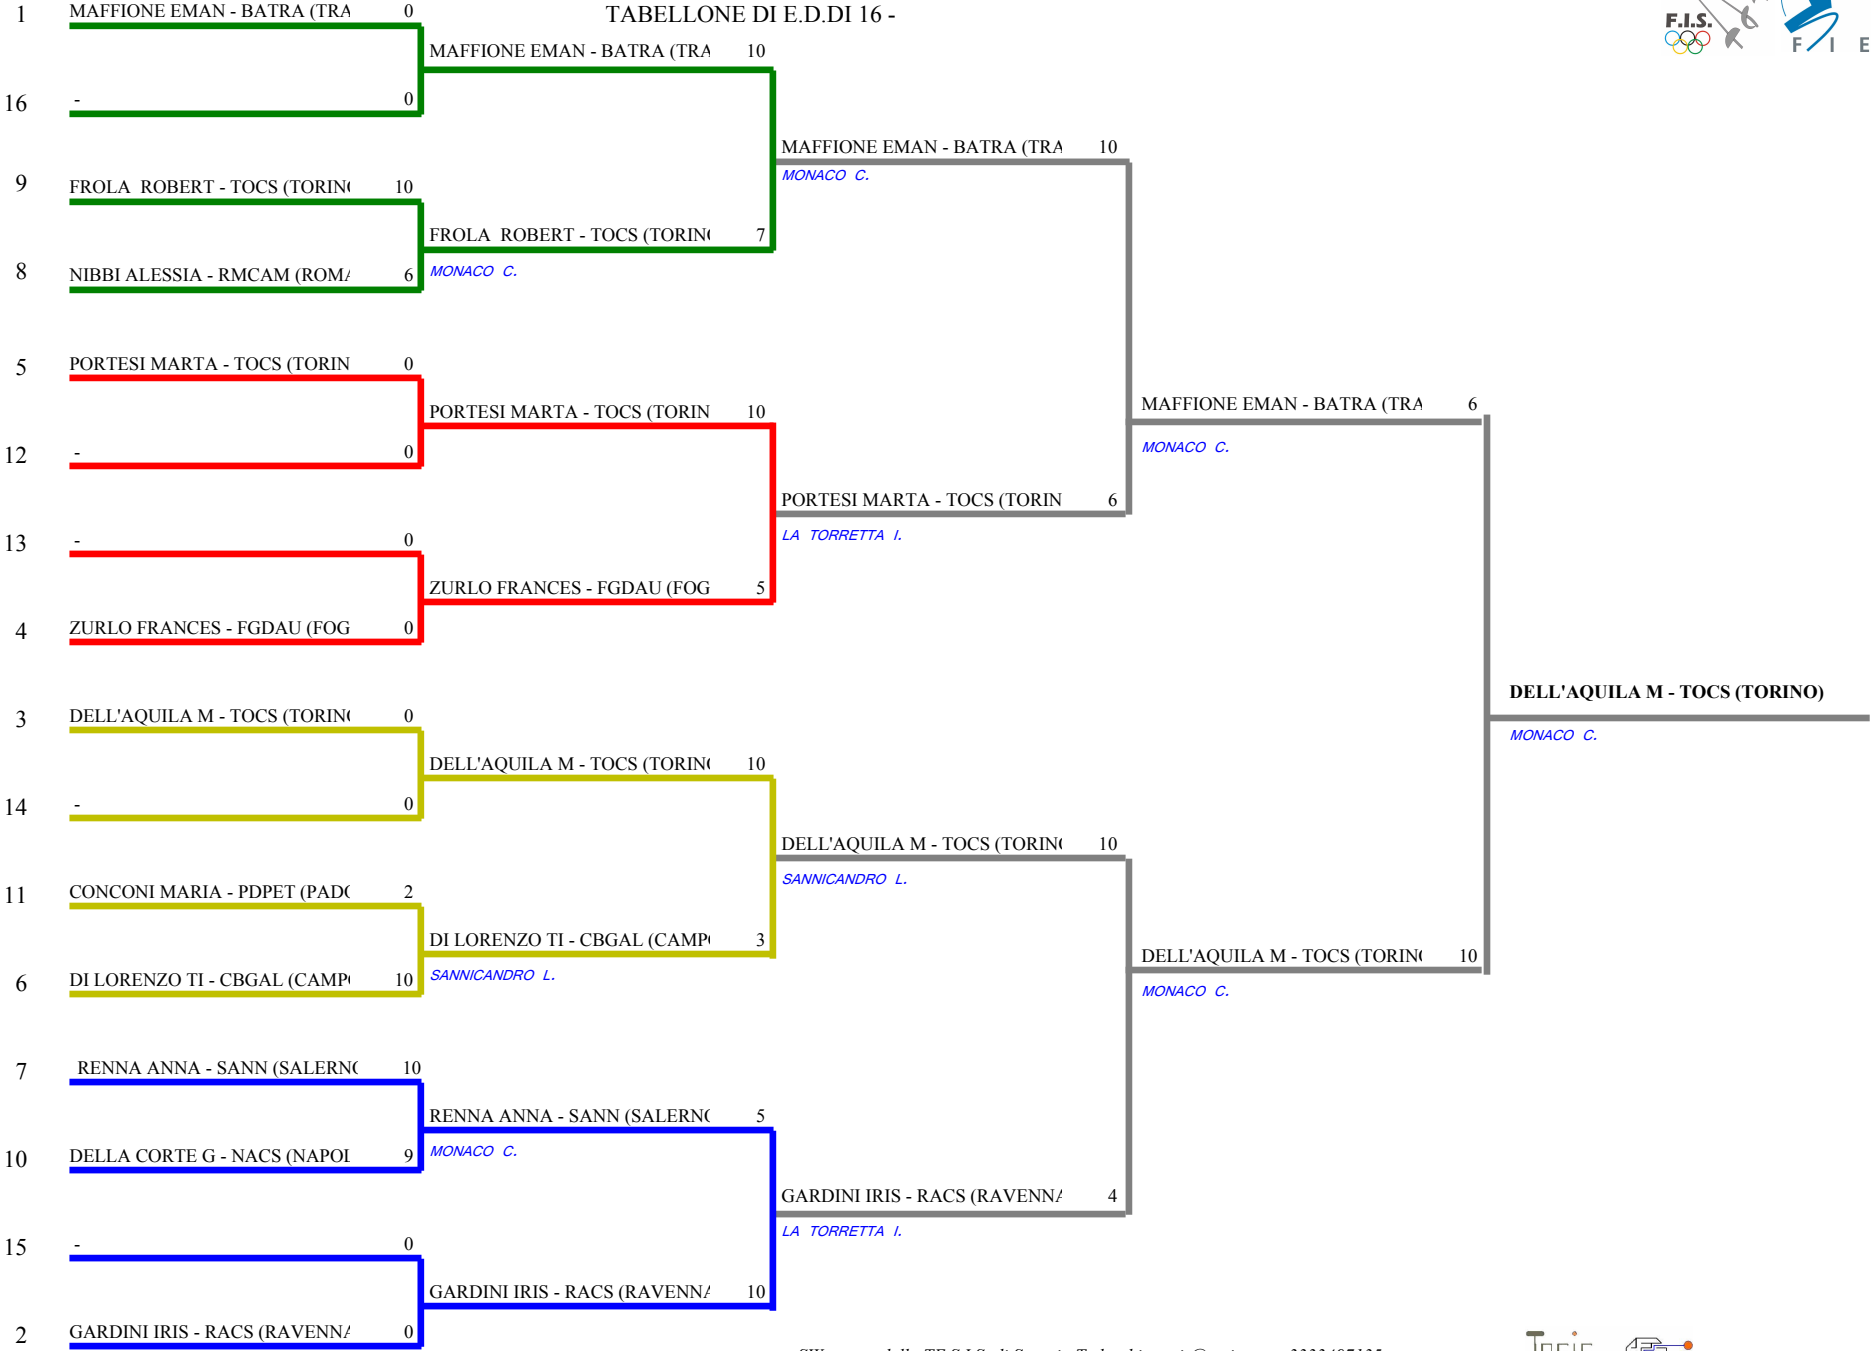 TABELLONE DI E.D.DI 16 -
F.I.S.
F I E
1 MAFFIONE EMAN - BATRA (TRA 0
MAFFIONE EMAN - BATRA (TRA 10
16 - 0
MAFFIONE EMAN - BATRA (TRA 10
MONACO C.
9 FROLA ROBERT - TOCS (TORIN 10
FROLA ROBERT - TOCS (TORIN 7
MONACO C.
8 NIBBI ALESSIA - RMCAM (ROMA 6
5 PORTESI MARTA - TOCS (TORIN 0
PORTESI MARTA - TOCS (TORIN 10
MAFFIONE EMAN - BATRA (TRA 6
MONACO C.
12 - 0
PORTESI MARTA - TOCS (TORIN 6
LA TORRETTA I.
13 - 0
ZURLO FRANCES - FGDAU (FOG 5
4 ZURLO FRANCES - FGDAU (FOG 0
DELL'AQUILA M - TOCS (TORINO)
MONACO C.
3 DELL'AQUILA M - TOCS (TORIN 0
DELL'AQUILA M - TOCS (TORIN 10
14 - 0
DELL'AQUILA M - TOCS (TORIN 10
SANNICANDRO L.
11 CONCONI MARIA - PDPET (PADO 2
DI LORENZO TI - CBGAL (CAMP 3
SANNICANDRO L.
DELL'AQUILA M - TOCS (TORIN 10
MONACO C.
6 DI LORENZO TI - CBGAL (CAMP 10
7 RENNA ANNA - SANN (SALERN 10
RENNA ANNA - SANN (SALERN 5
MONACO C.
10 DELLA CORTE G - NACS (NAPOL 9
GARDINI IRIS - RACS (RAVENNA 4
LA TORRETTA I.
15 - 0
GARDINI IRIS - RACS (RAVENNA 10
2 GARDINI IRIS - RACS (RAVENNA 0